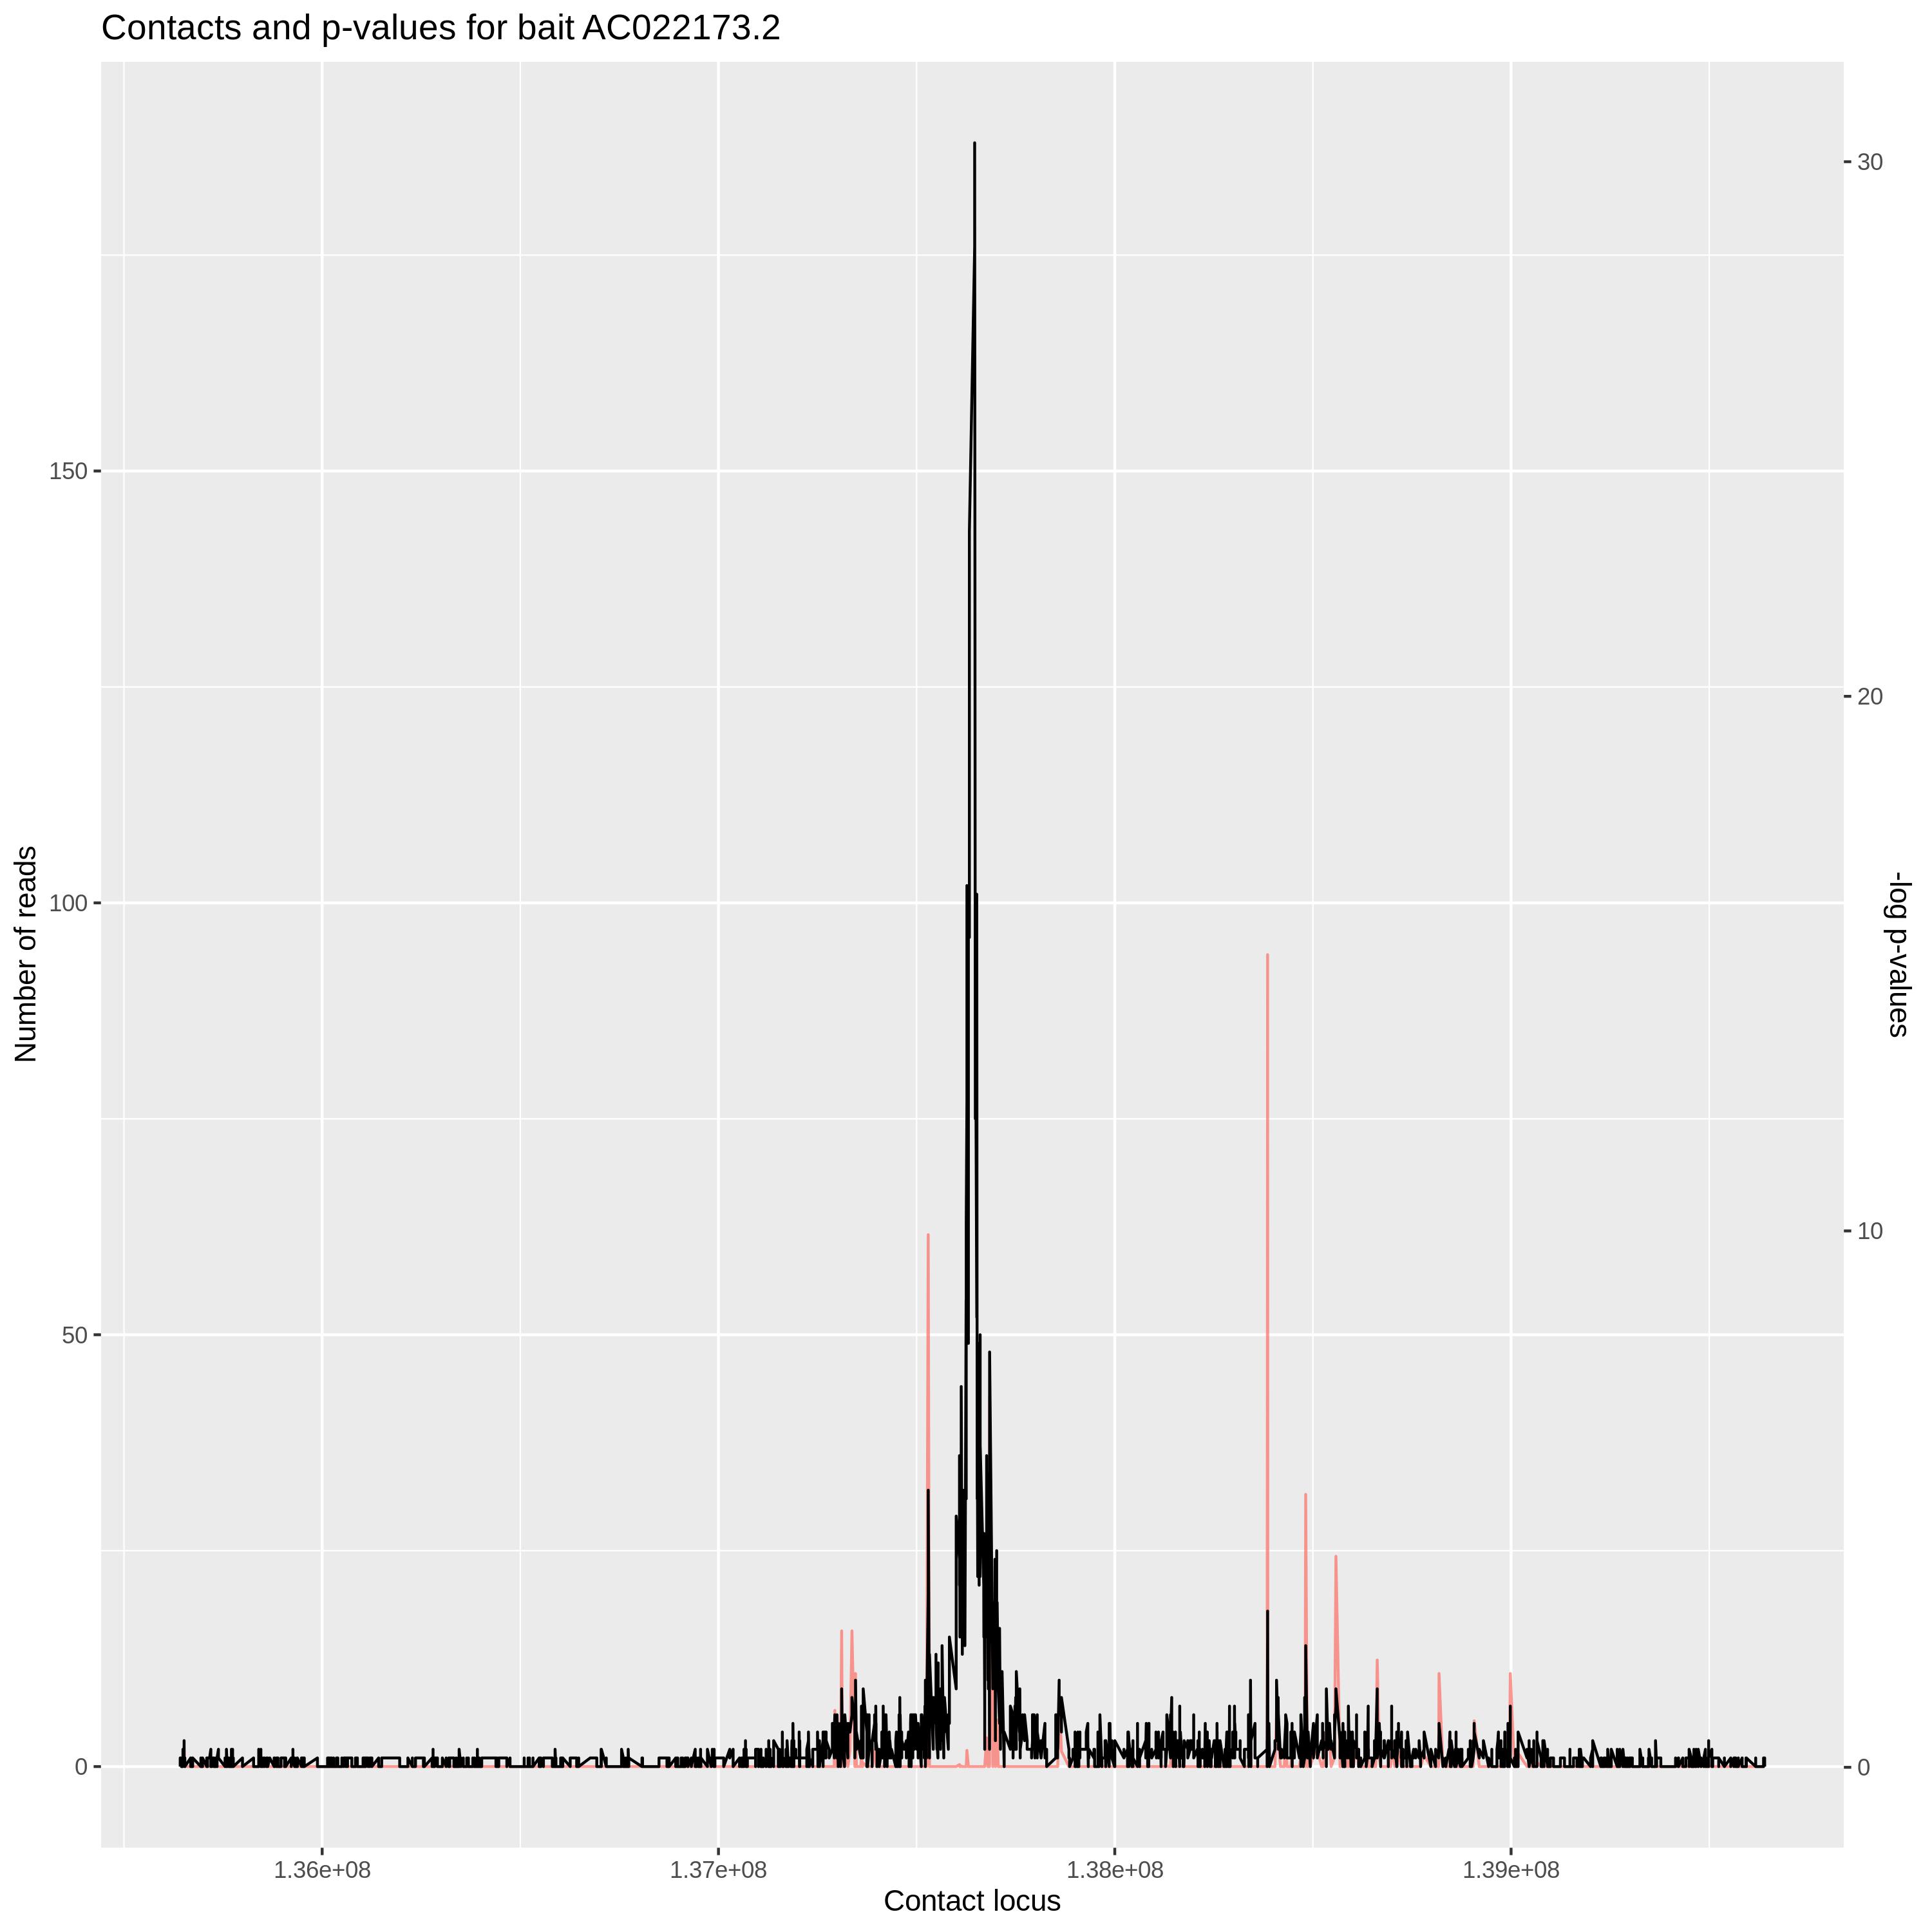 Contacts and p-values for bait AC022173.2
Number of reads
150
100
50
0
30
20
10
0
-log p-values
1.36e+08
1.37e+08
1.38e+08
1.39e+08
Contact locus